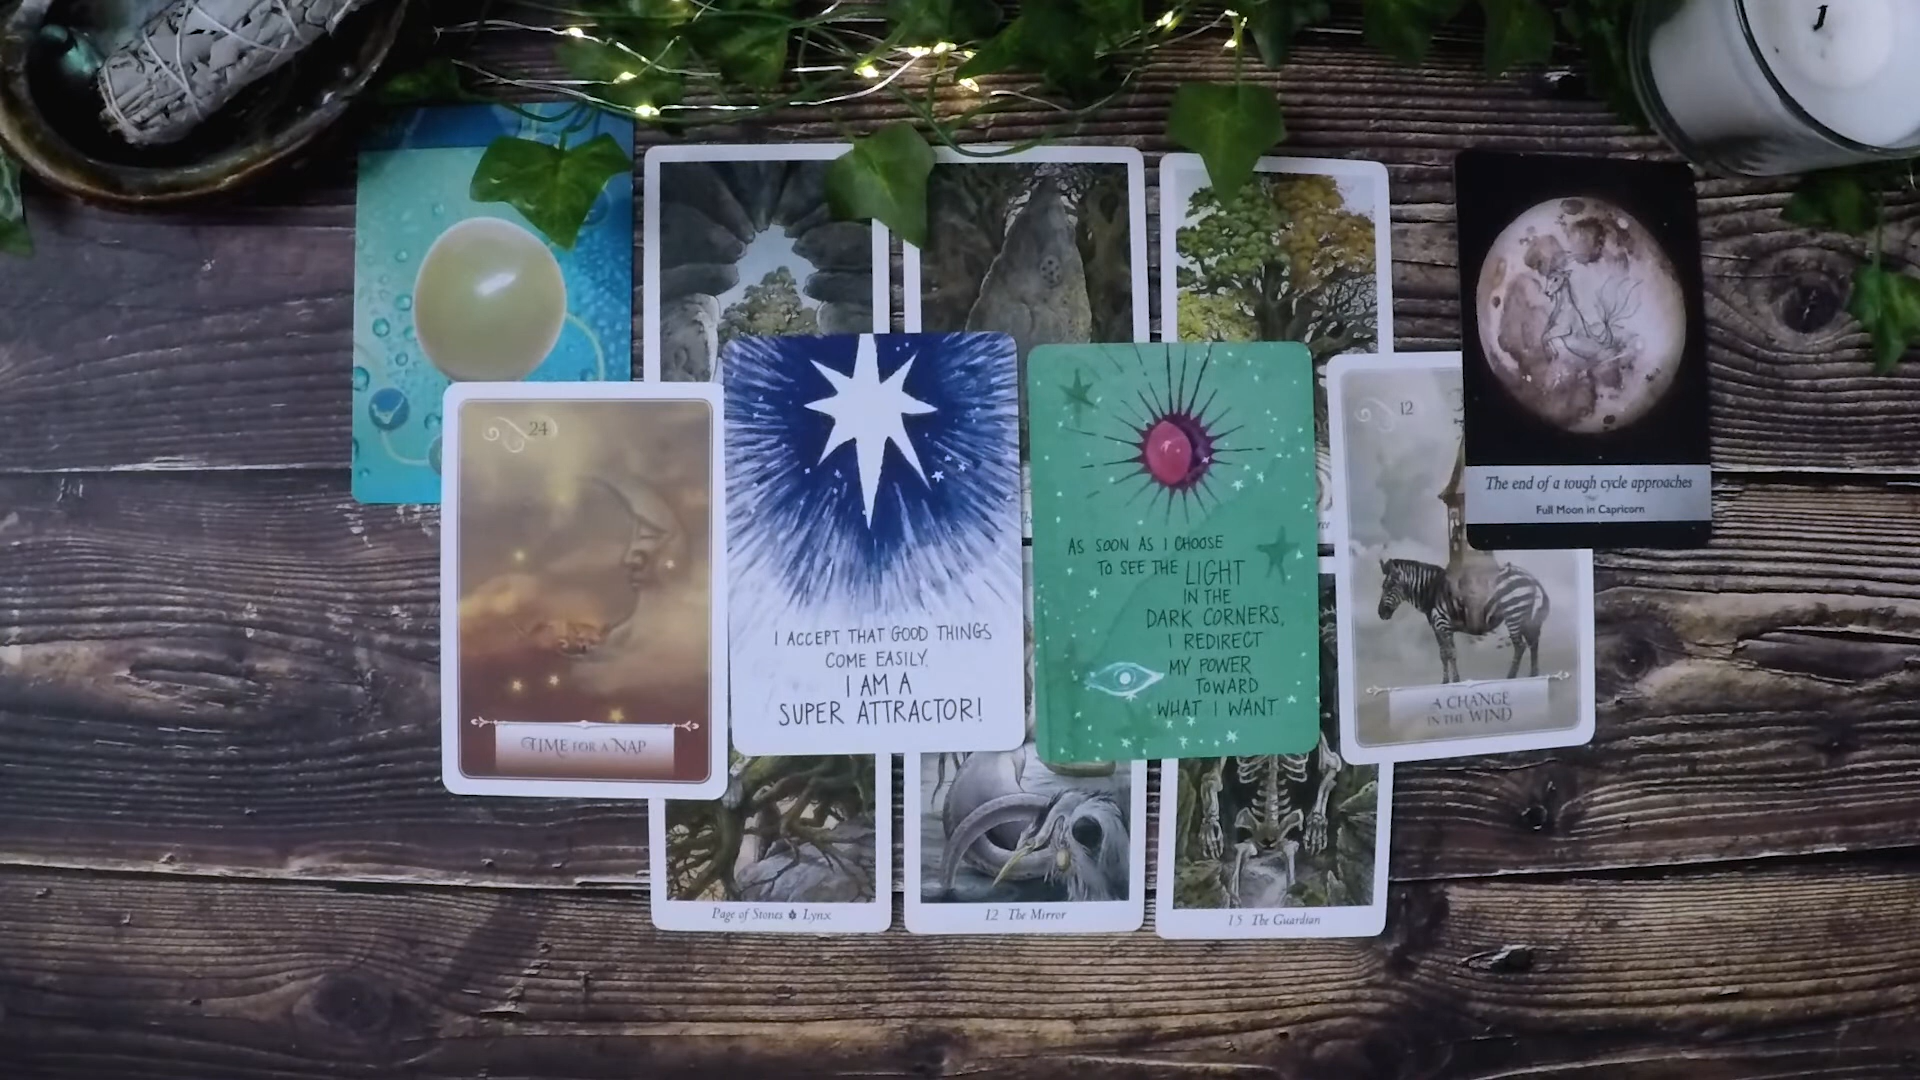 24
TIME FOR A NAP
I ACCEPT THAT GOOD THINGS
COME EASILY.
I AM A
SUPER ATTRACTOR!
AS SOON AS I CHOOSE
TO SEE THE LIGHT
IN THE
DARK CORNERS,
I REDIRECT
MY POWER
TOWARD
WHAT I WANT.
12
A CHANGE
IN THE WIND
The end of a tough cycle approaches
Full Moon in Capricorn
Page of Stones Lynx
12 The Mirror
15 The Guardian